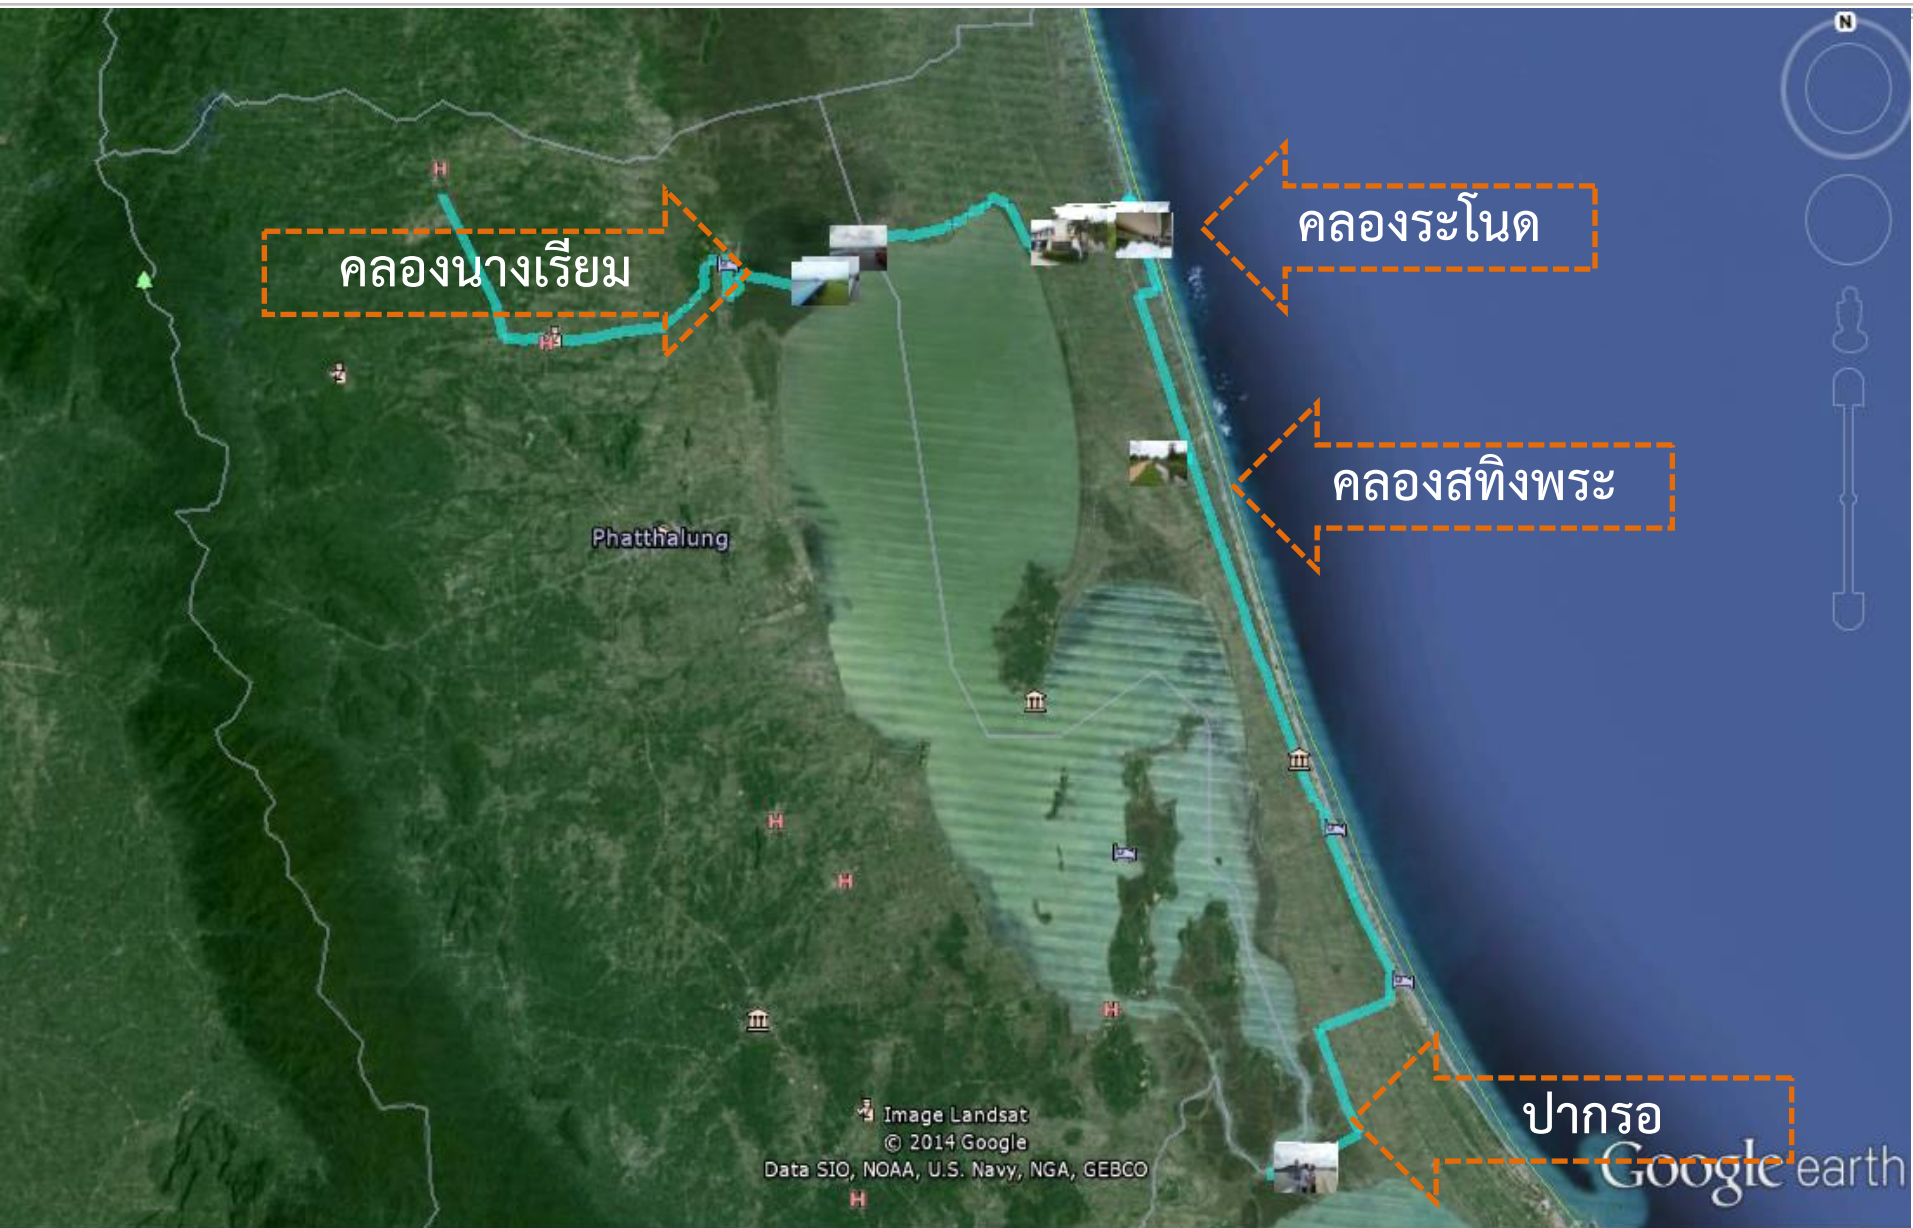 N
คลองระโนด
คลองนางเรียม
คลองสทิงพระ
Phatthalung
ปากรอ
Image Landsat
© 2014 Google
Data SIO, NOAA, U.S. Navy, NGA, GEBCO
Google earth